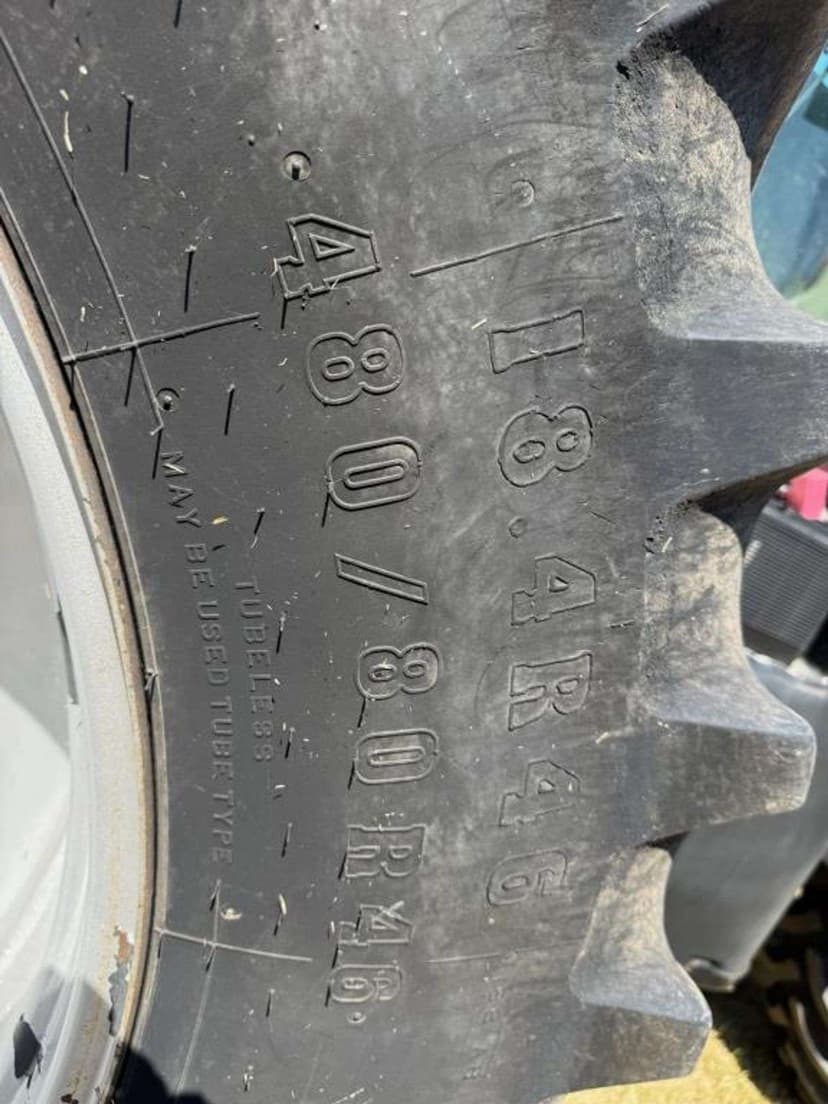 18.4R46
480/80R46
TUBELESS
MAY BE USED TUBE TYPE